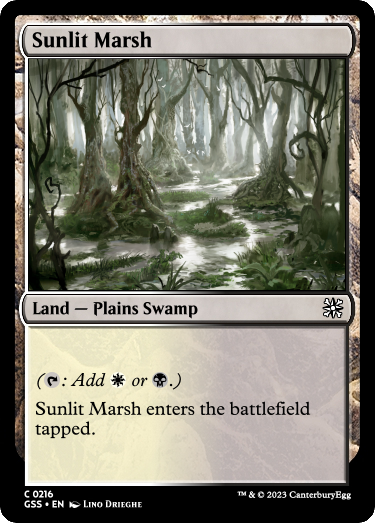 Sunlit Marsh
Land — Plains Swamp
(: Add or .)
Sunlit Marsh enters the battlefield
tapped.
C 0216
GSS • EN Lino Drieghe
™ & © 2023 CanterburyEgg